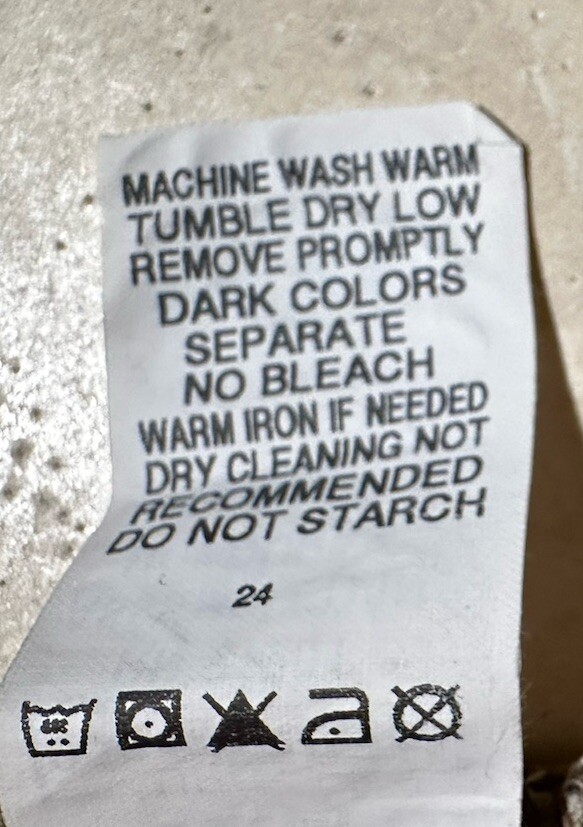 MACHINE WASH WARM
TUMBLE DRY LOW
REMOVE PROMPTLY
DARK COLORS
SEPARATE
NO BLEACH
WARM IRON IF NEEDED
DRY CLEANING NOT
RECOMMENDED
DO NOT STARCH
24